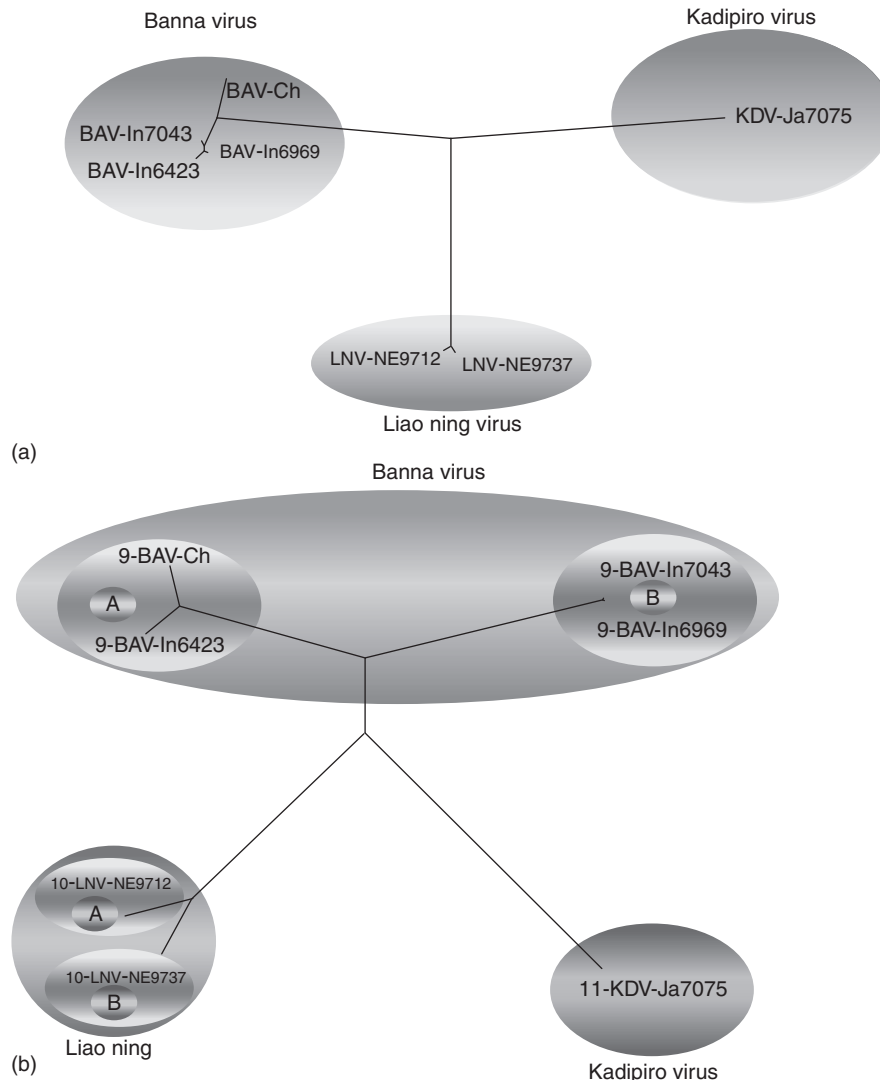 Banna virus
Kadipiro virus
BAV-Ch
BAV-In7043
BAV-In6969
BAV-In6423
KDV-Ja7075
LNV-NE9712
LNV-NE9737
Liao ning virus
(a)
Banna virus
9-BAV-Ch
A
9-BAV-In6423
9-BAV-In7043
B
9-BAV-In6969
10-LNV-NE9712
A
10-LNV-NE9737
B
Liao ning
11-KDV-Ja7075
Kadipiro virus
(b)